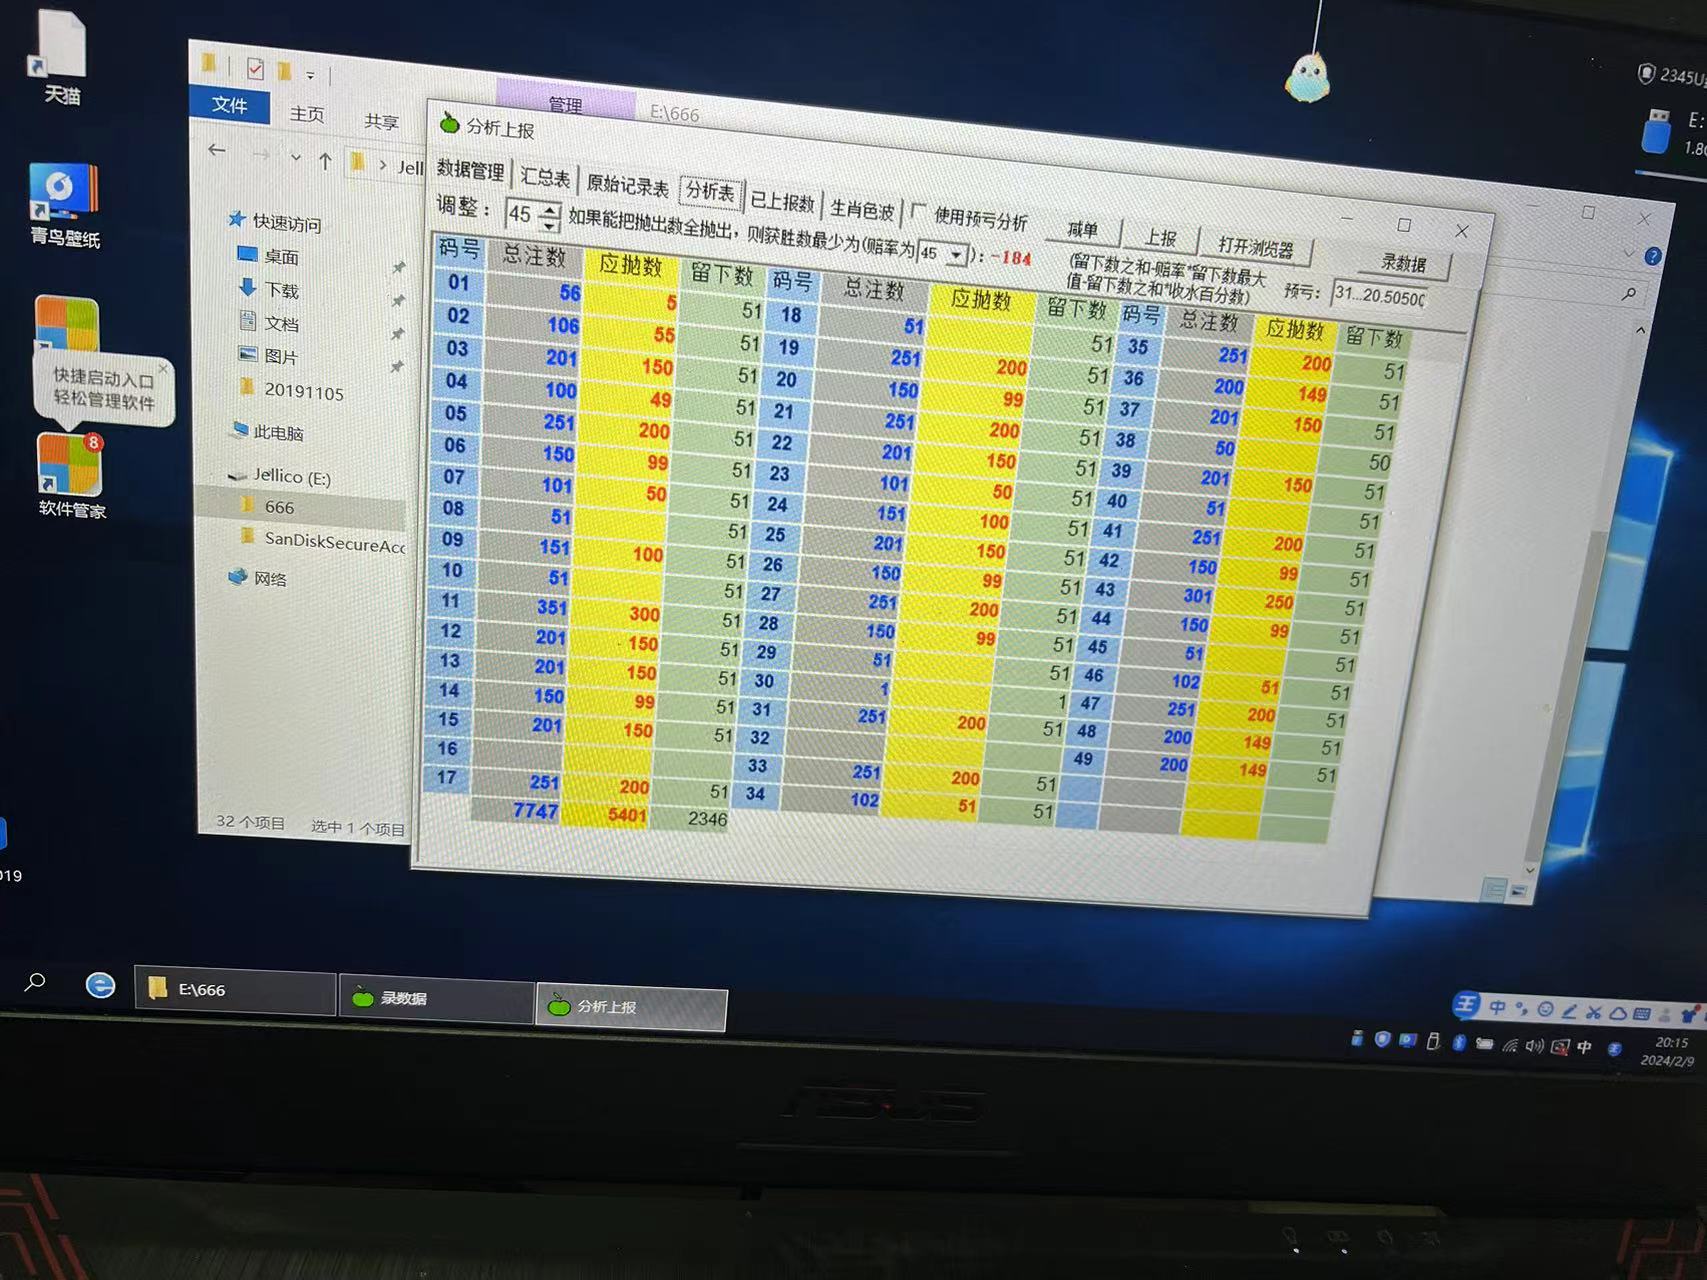 天猫
青鸟壁纸
快捷启动入口
轻松管理软件
8
软件管家
019
文件
主页
共享
管理
E:\666
Jell
快速访问
桌面
下载
文档
图片
20191105
此电脑
Jellico (E:)
666
SanDiskSecureAcc
网络
32 个项目 选中 1 个项目
分析上报
数据管理 汇总表 原始记录表 分析表 已上报数 生肖色波 使用预亏分析 减单 上报 打开浏览器 录数据
调整： 45 如果能把抛出数全抛出，则获胜数最少为(赔率为 45 ): -184
(留下数之和-赔率*留下数最大
值-留下数之和*收水百分数)
预亏: 31...20.5050(
码号 总注数 应抛数 留下数 码号 总注数 应抛数 留下数 码号 总注数 应抛数 留下数
01 56 5 51 18 51 51 35 251 200 51
02 106 55 51 19 251 200 51 36 200 149 51
03 201 150 51 20 150 99 51 37 201 150 51
04 100 49 51 21 251 200 51 38 50 50
05 251 200 51 22 201 150 51 39 201 150 51
06 150 99 51 23 101 50 51 40 51 51
07 101 50 51 24 151 100 51 41 251 200 51
08 51 51 25 201 150 51 42 150 99 51
09 151 100 51 26 150 99 51 43 301 250 51
10 51 51 27 251 200 51 44 150 99 51
11 351 300 51 28 150 99 51 45 51 51
12 201 150 51 29 51 51 46 102 51 51
13 201 150 51 30 1 1 47 251 200 51
14 150 99 51 31 251 200 51 48 200 149 51
15 201 150 51 32 49 200 149 51
16 33 251 200 51
17 251 200 51 34 102 51 51
7747 5401 2346
2345U
E:
1.8
E:\666
录数据
分析上报
王 中
中
20:15
2024/2/9
ASUS